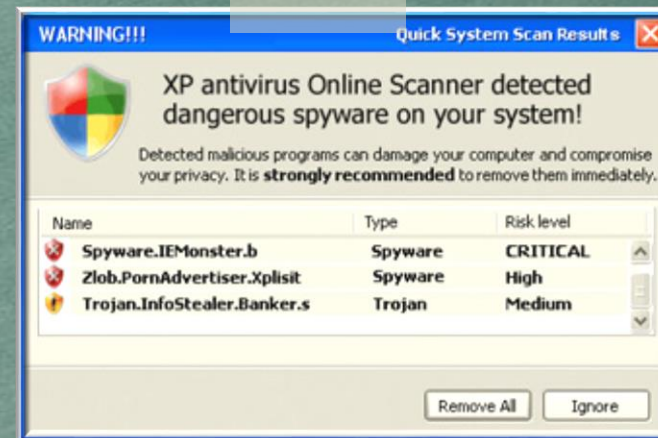 WARNING!!! Quick System Scan Results
XP antivirus Online Scanner detected
dangerous spyware on your system!
Detected malicious programs can damage your computer and compromise
your privacy. It is strongly recommended to remove them immediately.
Name Type Risk level
Spyware.IEMonster.b Spyware CRITICAL
Zlob.PornAdvertiser.Xplisit Spyware High
Trojan.InfoStealer.Banker.s Trojan Medium
Remove All Ignore